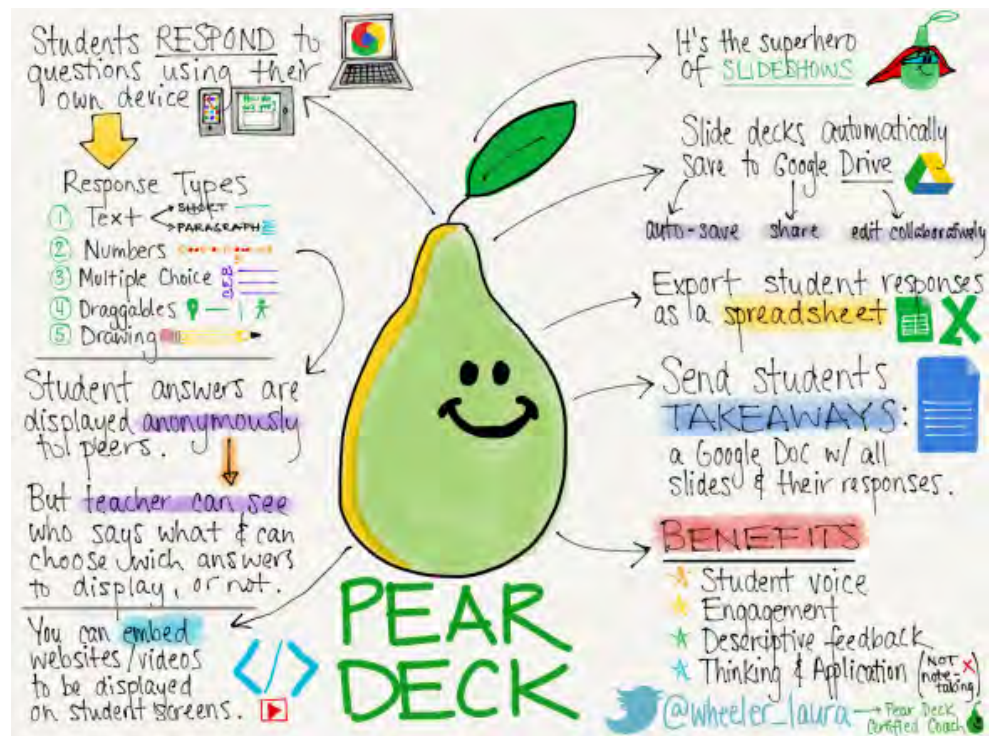 Students RESPOND to
questions using their
own device
Response Types
① Text
SHORT
PARAGRAPH
② Numbers
③ Multiple Choice
④ Draggables
⑤ Drawing
Student answers are
displayed anonymously
to peers.
But teacher can see
who says what & can
choose wich answers
to display, or not.
You can embed
websites/videos
to be displayed
on student screens.
</>
PEAR
DECK
It's the superhero
of SLIDESHOWS
Slide decks automatically
save to Google Drive
auto-save share edit collaboratively
Export student responses
as a spreadsheet
Send students
TAKEAWAYS:
a Google Doc w/ all
slides & their responses.
BENEFITS
Student voice
Engagement
Descriptive feedback
Thinking & Application (NOT
note-
taking)
@wheeler_laura → Pear Deck
Certified Coach